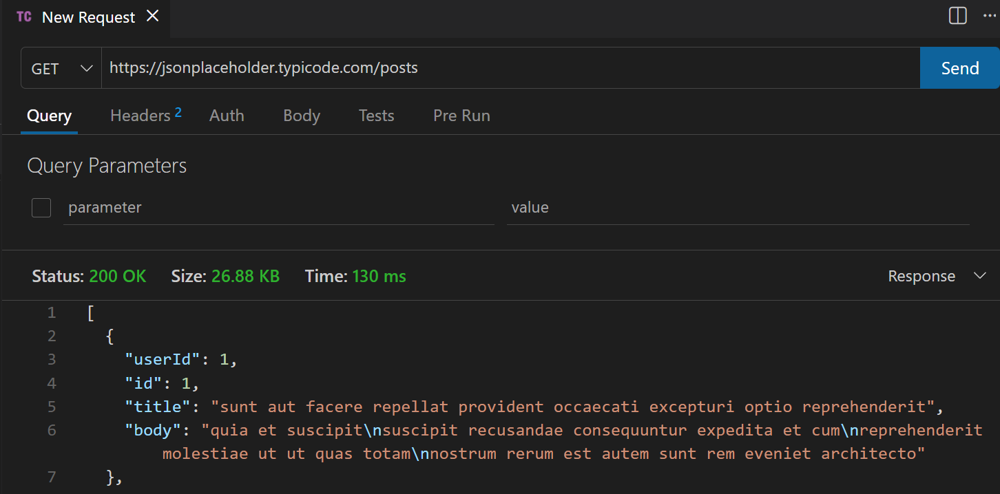 TC New Request
GET https://jsonplaceholder.typicode.com/posts Send
Query Headers 2 Auth Body Tests Pre Run
Query Parameters
parameter value
Status: 200 OK Size: 26.88 KB Time: 130 ms Response
1 [
2 {
3 "userId": 1,
4 "id": 1,
5 "title": "sunt aut facere repellat provident occaecati excepturi optio reprehenderit",
6 "body": "quia et suscipit\nsuscipit recusandae consequuntur expedita et cum\nreprehenderit
molestiae ut ut quas totam\nnostrum rerum est autem sunt rem eveniet architecto"
7 },